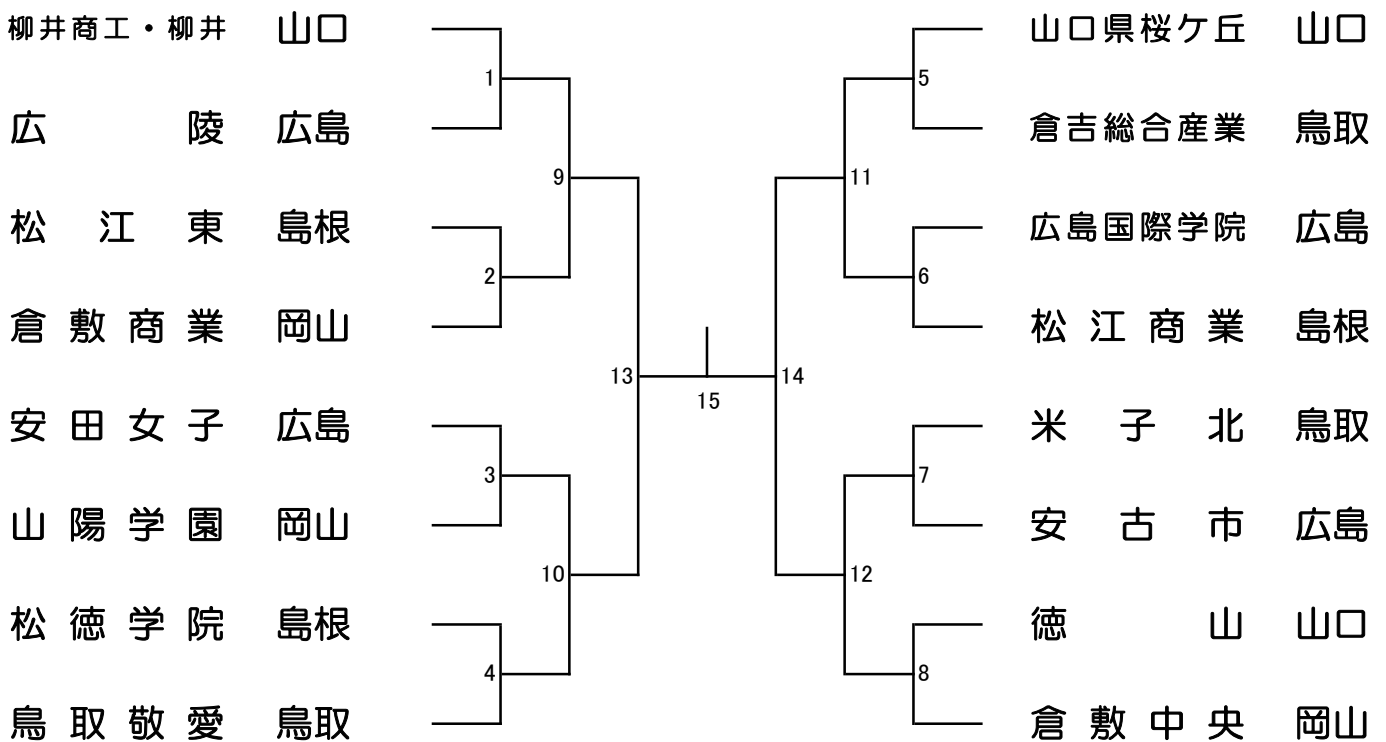 柳井商工・柳井 山口
広陵 広島
松江東 島根
倉敷商業 岡山
安田女子 広島
山陽学園 岡山
松徳学院 島根
鳥取敬愛 鳥取
1
2
3
4
9
10
13
15
14
11
12
5
6
7
8
山口県桜ケ丘 山口
倉吉総合産業 鳥取
広島国際学院 広島
松江商業 島根
米子北 鳥取
安古市 広島
徳山 山口
倉敷中央 岡山